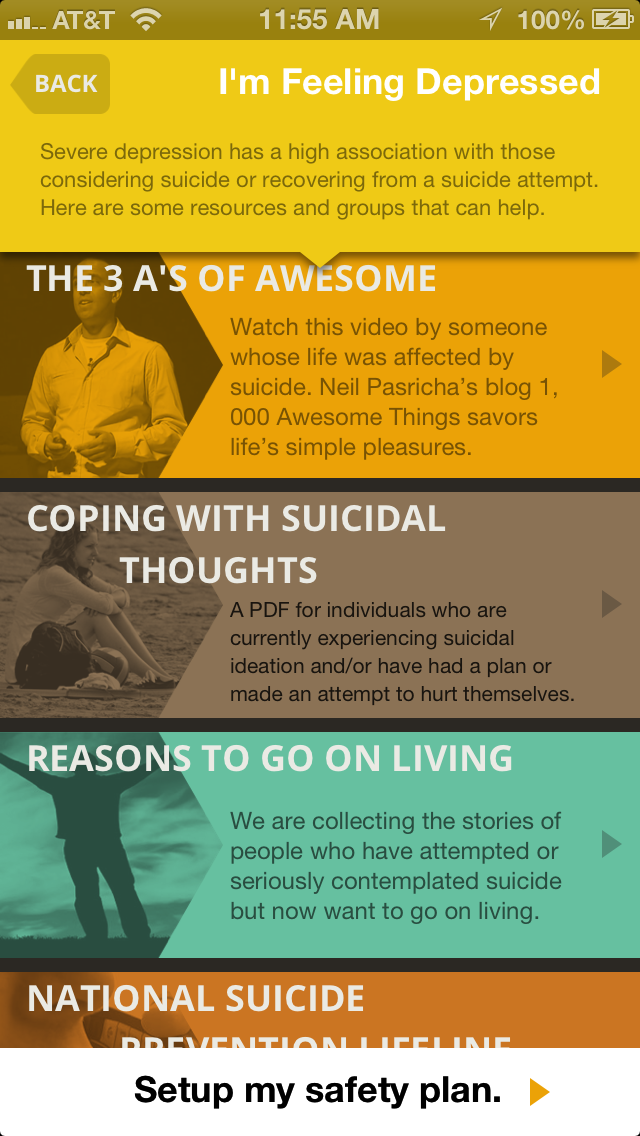 AT&T 11:55 AM 100%
BACK
I'm Feeling Depressed
Severe depression has a high association with those
considering suicide or recovering from a suicide attempt.
Here are some resources and groups that can help.
THE 3 A'S OF AWESOME
Watch this video by someone
whose life was affected by
suicide. Neil Pasricha’s blog 1,
000 Awesome Things savors
life’s simple pleasures.
COPING WITH SUICIDAL
THOUGHTS
A PDF for individuals who are
currently experiencing suicidal
ideation and/or have had a plan or
made an attempt to hurt themselves.
REASONS TO GO ON LIVING
We are collecting the stories of
people who have attempted or
seriously contemplated suicide
but now want to go on living.
NATIONAL SUICIDE
PREVENTION LIFELINE
Setup my safety plan.